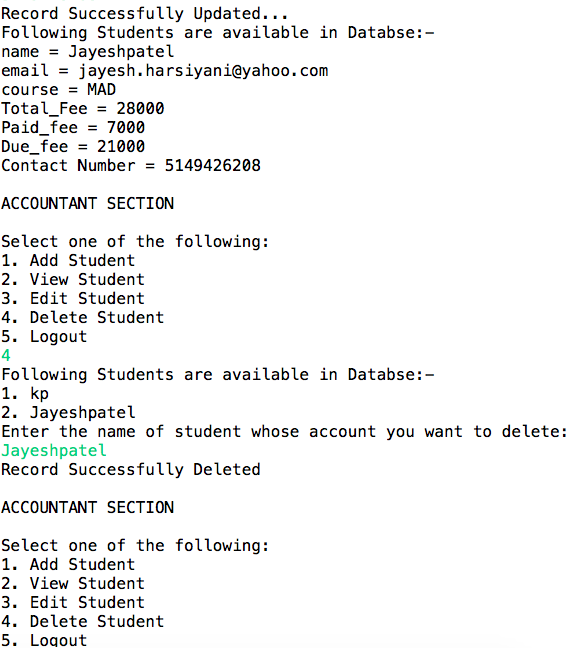 Record Successfully Updated...
Following Students are available in Databse:-
name = Jayeshpatel
email = jayesh.harsiyani@yahoo.com
course = MAD
Total_Fee = 28000
Paid_fee = 7000
Due_fee = 21000
Contact Number = 5149426208
ACCOUNTANT SECTION
Select one of the following:
1. Add Student
2. View Student
3. Edit Student
4. Delete Student
5. Logout
4
Following Students are available in Databse:-
1. kp
2. Jayeshpatel
Enter the name of student whose account you want to delete:
Jayeshpatel
Record Successfully Deleted
ACCOUNTANT SECTION
Select one of the following:
1. Add Student
2. View Student
3. Edit Student
4. Delete Student
5. Logout